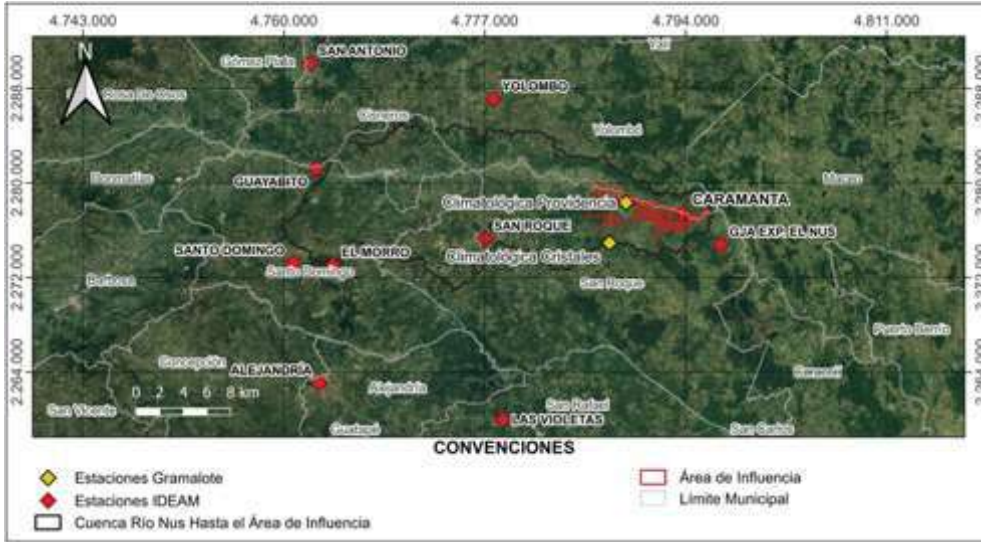 4.743.000 4.760.000 4.777.000 4.794.000 4.811.000
Yalí
N
SAN ANTONIO
Gómez Plata
2.288.000 2.288.000
YOLOMBO
Cisneros
Yolombó
2.280.000 2.280.000
Donmatías
GUAYABITO
Maceo
Climatológica Providencia
CARAMANTA
SAN ROQUE
GJA EXP. EL NUS
SANTO DOMINGO EL MORRO
Climatológica Cristales
Santo Domingo
2.272.000 2.272.000
Barbosa
San Roque
Puerto Berrío
Concepción
ALEJANDRÍA
Alejandría
Caracolí
2.264.000 2.264.000
0 2 4 6 8 km
San Vicente
San Rafael
LAS VIOLETAS
Guatapé
San Carlos
CONVENCIONES
Estaciones Gramalote
Estaciones IDEAM
Cuenca Río Nus Hasta el Área de Influencia
Área de Influencia
Límite Municipal